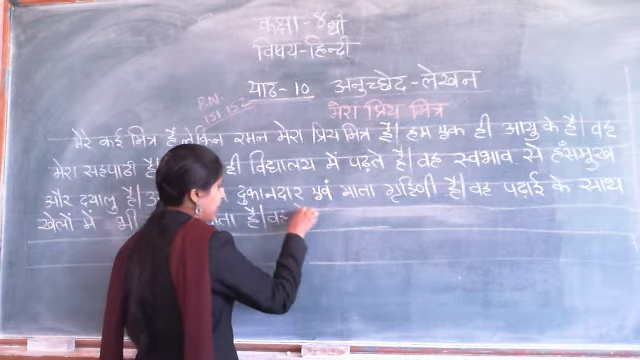 कक्षा - ४थी
विषय-हिन्दी
पाठ-10 अनुच्छेद-लेखन
P.N. 151 152
मेरा प्रिय मित्र
मेरे कई मित्र हैं लेकिन रमन मेरा प्रिय मित्र है। हम एक ही आयु के है। वह
मेरा सहपाठी है। ही विद्यालय में पढ़ते है। वह स्वभाव से हँसमुख
और दयालु है। दुकानदार एवं माता गृहिणी है। वह पढ़ाई के साथ
खेलों में भी है। वह